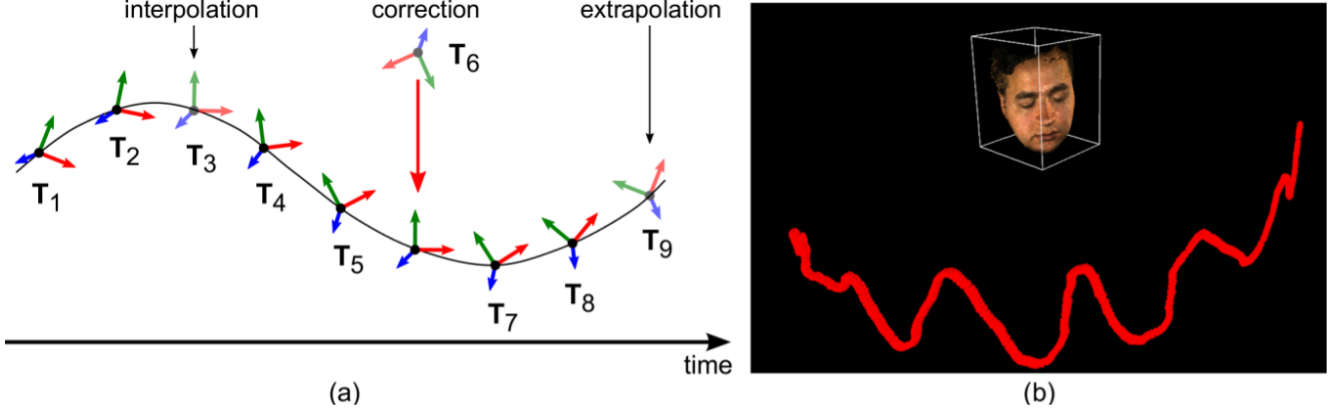 interpolation
correction
extrapolation
T6
T1
T2
T3
T4
T5
T7
T8
T9
time
(a)
(b)